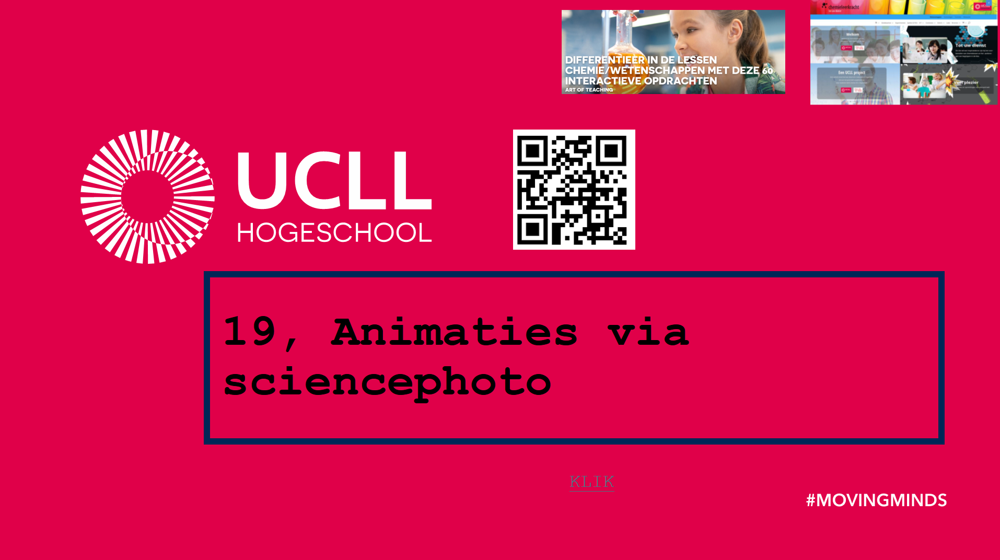 DIFFERENTIEER IN DE LESSEN
CHEMIE/WETENSCHAPPEN MET DEZE 60
INTERACTIEVE OPDRACHTEN
ART OF TEACHING
chemieleerkracht
Welkom
Tot uw dienst
Een UCLL project
Veel plezier
UCLL
HOGESCHOOL
19, Animaties via
sciencephoto
KLIK
#MOVINGMINDS